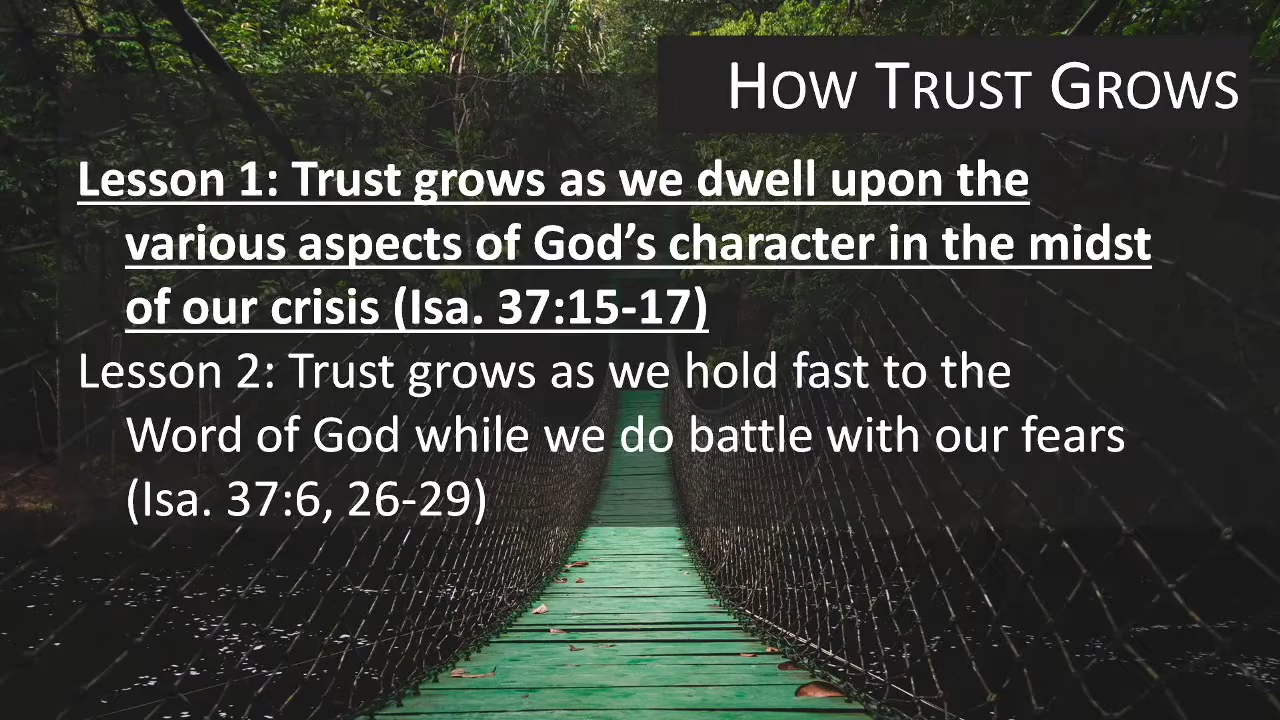 HOW TRUST GROWS
Lesson 1: Trust grows as we dwell upon the
various aspects of God’s character in the midst
of our crisis (Isa. 37:15-17)
Lesson 2: Trust grows as we hold fast to the
Word of God while we do battle with our fears
(Isa. 37:6, 26-29)